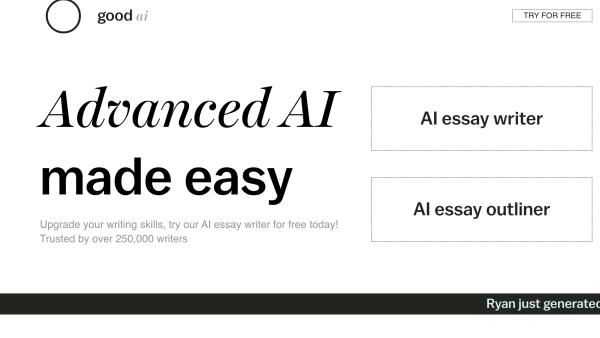 good ai
TRY FOR FREE
Advanced AI
made easy
Upgrade your writing skills, try our AI essay writer for free today!
Trusted by over 250,000 writers
AI essay writer
AI essay outliner
Ryan just generated